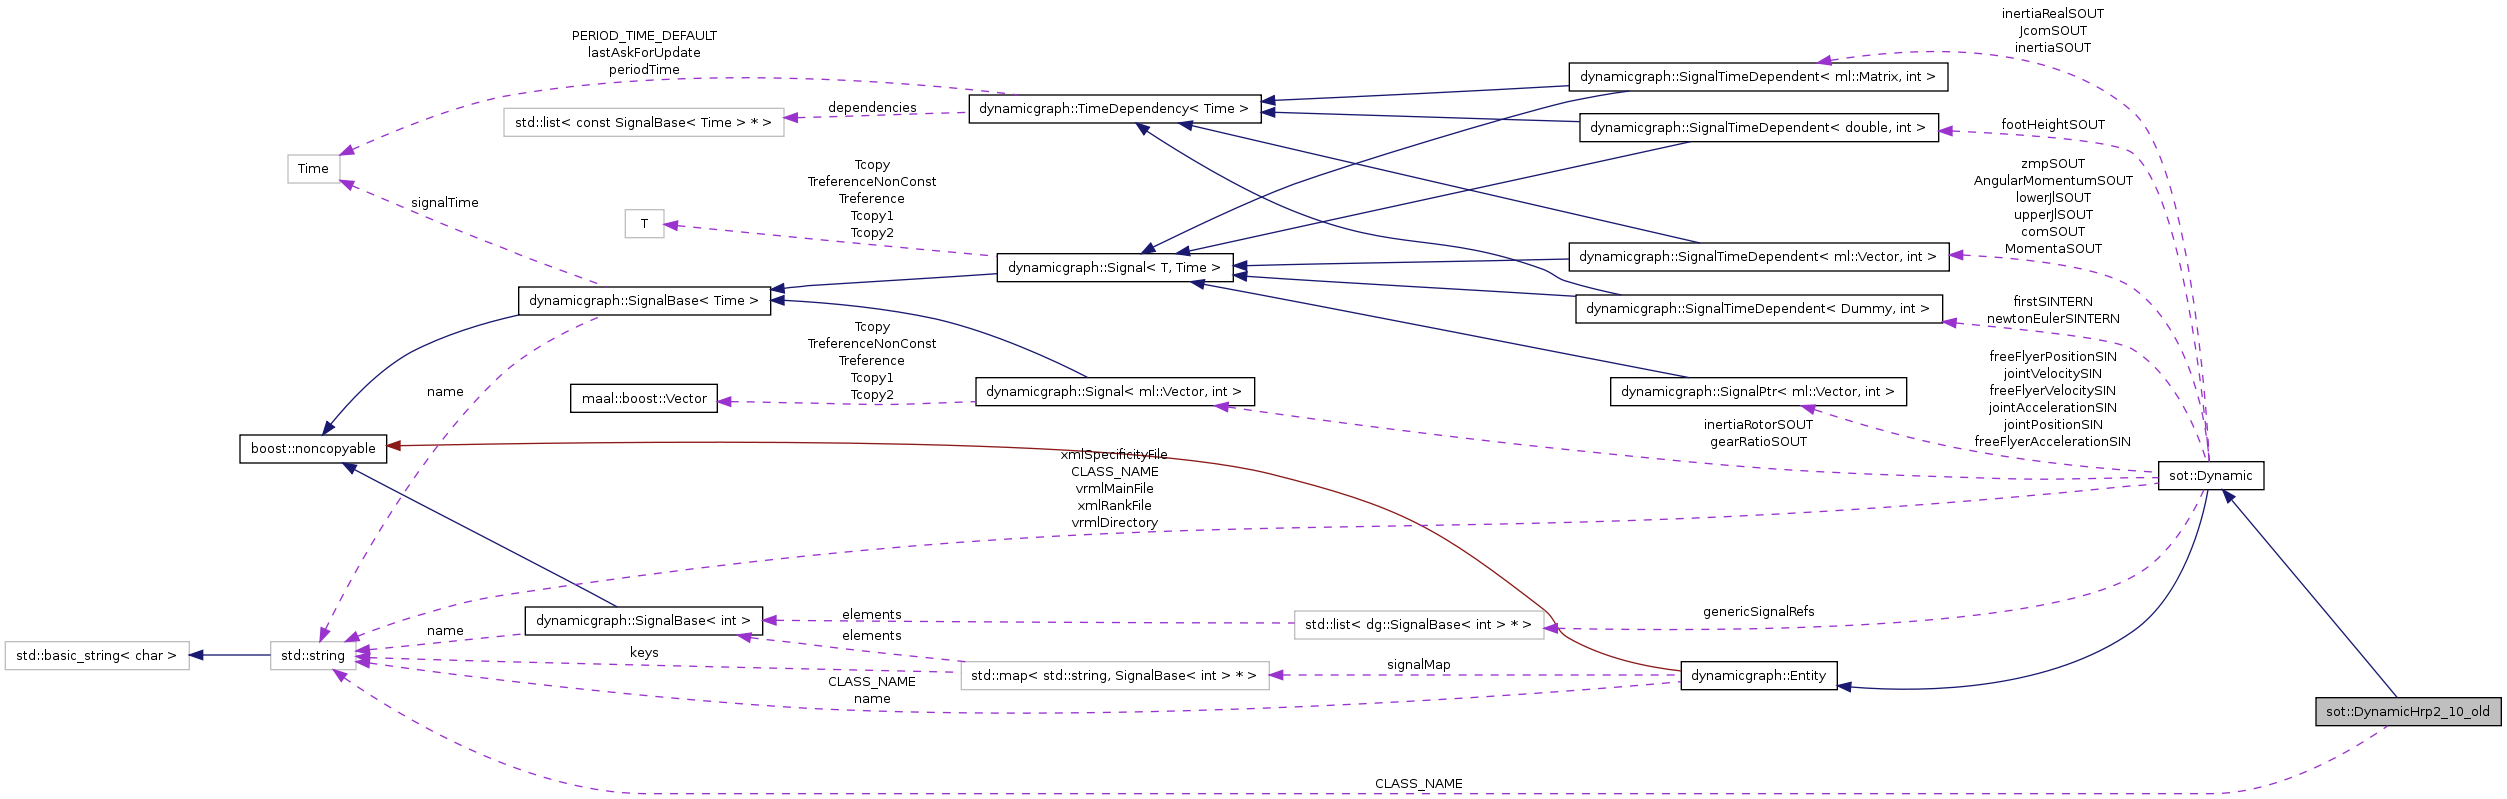 inertiaRealSOUT
JcomSOUT
inertiaSOUT
PERIOD_TIME_DEFAULT
lastAskForUpdate
periodTime
dynamicgraph::SignalTimeDependent< ml::Matrix, int >
dependencies
dynamicgraph::TimeDependency< Time >
std::list< const SignalBase< Time > * >
footHeightSOUT
dynamicgraph::SignalTimeDependent< double, int >
Time
signalTime
Tcopy
TreferenceNonConst
Treference
Tcopy1
Tcopy2
T
zmpSOUT
AngularMomentumSOUT
lowerJlSOUT
upperJlSOUT
comSOUT
MomentaSOUT
dynamicgraph::SignalTimeDependent< ml::Vector, int >
dynamicgraph::Signal< T, Time >
dynamicgraph::SignalBase< Time >
firstSINTERN
newtonEulerSINTERN
dynamicgraph::SignalTimeDependent< Dummy, int >
Tcopy
TreferenceNonConst
Treference
Tcopy1
Tcopy2
name
maal::boost::Vector
dynamicgraph::Signal< ml::Vector, int >
dynamicgraph::SignalPtr< ml::Vector, int >
freeFlyerPositionSIN
jointVelocitySIN
freeFlyerVelocitySIN
jointAccelerationSIN
jointPositionSIN
freeFlyerAccelerationSIN
inertiaRotorSOUT
gearRatioSOUT
boost::noncopyable
xmlSpecificityFile
CLASS_NAME
vrmlMainFile
xmlRankFile
vrmlDirectory
sot::Dynamic
genericSignalRefs
elements
dynamicgraph::SignalBase< int >
std::list< dg::SignalBase< int > * >
name
elements
std::basic_string< char >
std::string
keys
signalMap
std::map< std::string, SignalBase< int > * >
dynamicgraph::Entity
CLASS_NAME
name
sot::DynamicHrp2_10_old
CLASS_NAME